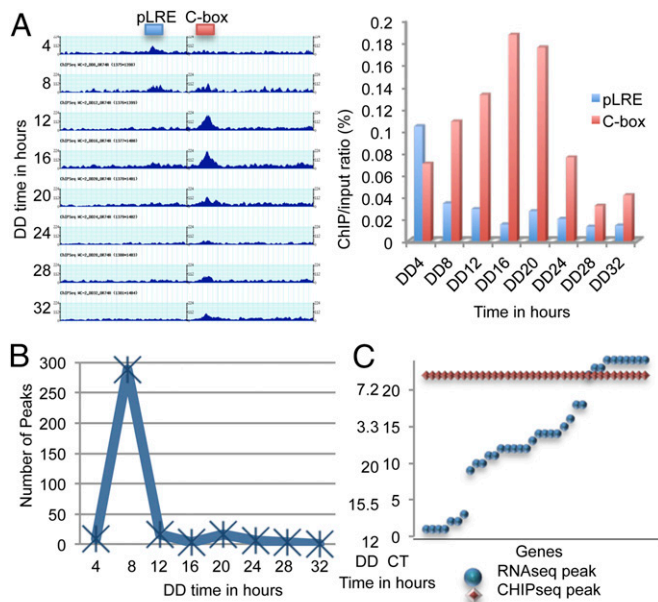 A
pLRE C-box
4
8
12
16
20
24
28
32
DD time in hours
0.2
0.18
0.16
0.14
0.12
0.1
0.08
0.06
0.04
0.02
0
ChIP/input ratio (%)
pLRE
C-box
DD4 DD8 DD12 DD16 DD20 DD24 DD28 DD32
Time in hours
B
300
250
200
150
100
50
0
Number of Peaks
4 8 12 16 20 24 28 32
DD time in hours
C
7.2 20
3.3 15
20 10
15.5 5
12 0
DD CT
Time in hours
Genes
RNAseq peak
CHIPseq peak